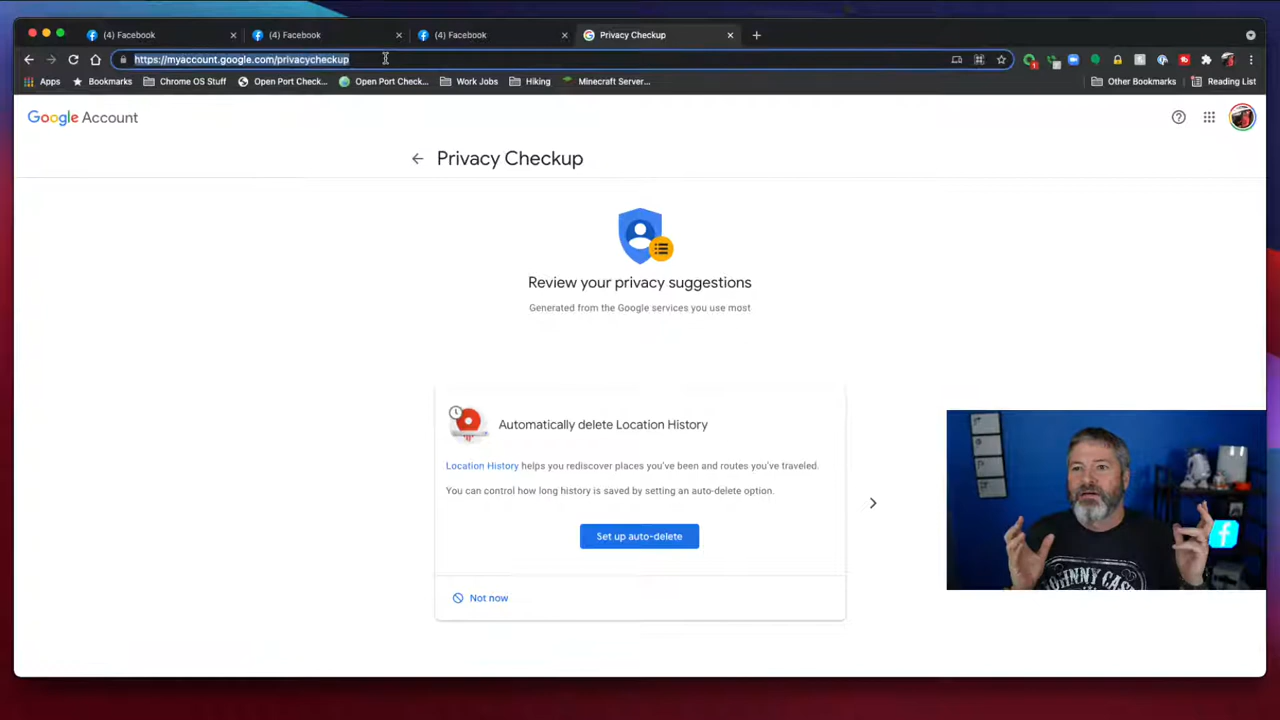 (4) Facebook
(4) Facebook
(4) Facebook
Privacy Checkup
https://myaccount.google.com/privacycheckup
Apps
Bookmarks
Chrome OS Stuff
Open Port Check...
Open Port Check...
Work Jobs
Hiking
Minecraft Server...
Other Bookmarks
Reading List
Google Account
Privacy Checkup
Review your privacy suggestions
Generated from the Google services you use most
Automatically delete Location History
Location History helps you rediscover places you've been and routes you've traveled.
You can control how long history is saved by setting an auto-delete option.
Set up auto-delete
Not now
JOHNNY CASH